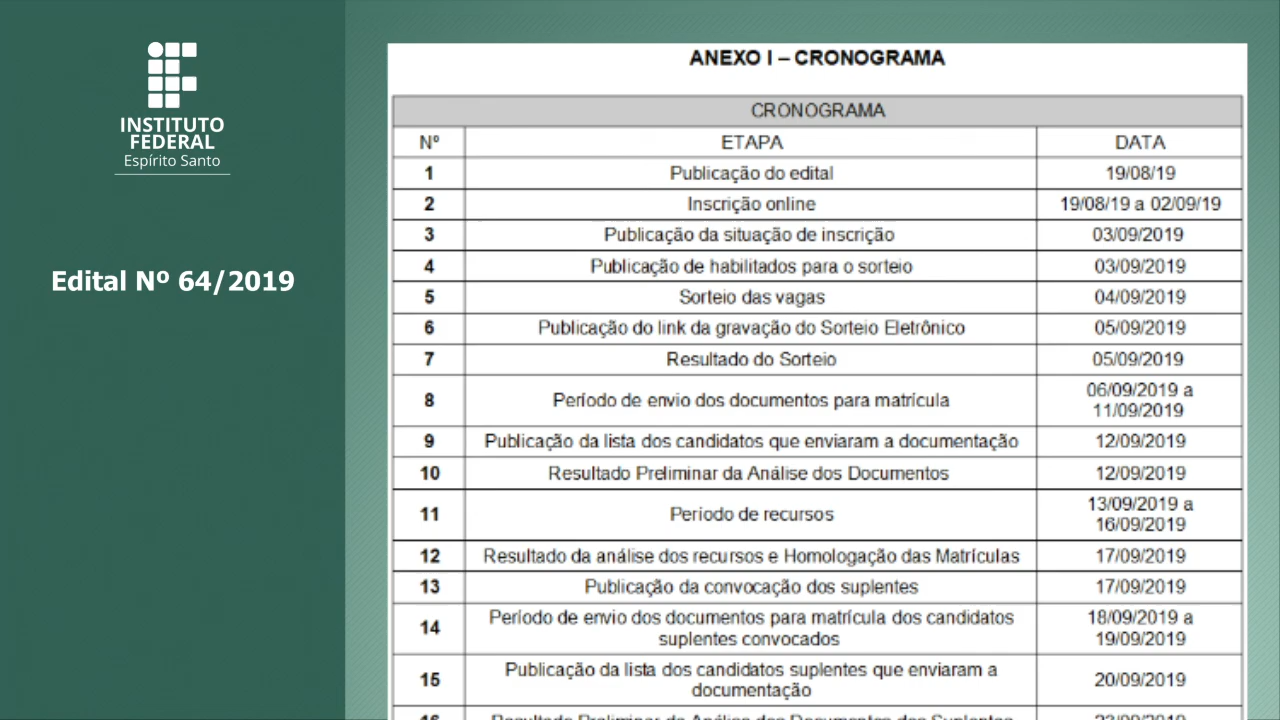 INSTITUTO
FEDERAL
Espírito Santo
Edital Nº 64/2019
ANEXO I – CRONOGRAMA
CRONOGRAMA
Nº ETAPA DATA
1 Publicação do edital 19/08/19
2 Inscrição online 19/08/19 a 02/09/19
3 Publicação da situação de inscrição 03/09/2019
4 Publicação de habilitados para o sorteio 03/09/2019
5 Sorteio das vagas 04/09/2019
6 Publicação do link da gravação do Sorteio Eletrônico 05/09/2019
7 Resultado do Sorteio 05/09/2019
8 Período de envio dos documentos para matrícula 06/09/2019 a
11/09/2019
9 Publicação da lista dos candidatos que enviaram a documentação 12/09/2019
10 Resultado Preliminar da Análise dos Documentos 12/09/2019
11 Período de recursos 13/09/2019 a
16/09/2019
12 Resultado da análise dos recursos e Homologação das Matrículas 17/09/2019
13 Publicação da convocação dos suplentes 17/09/2019
14 Período de envio dos documentos para matrícula dos candidatos 18/09/2019 a
suplentes convocados 19/09/2019
15 Publicação da lista dos candidatos suplentes que enviaram a 20/09/2019
documentação
16 Resultado Preliminar da Análise dos Documentos dos Suplentes